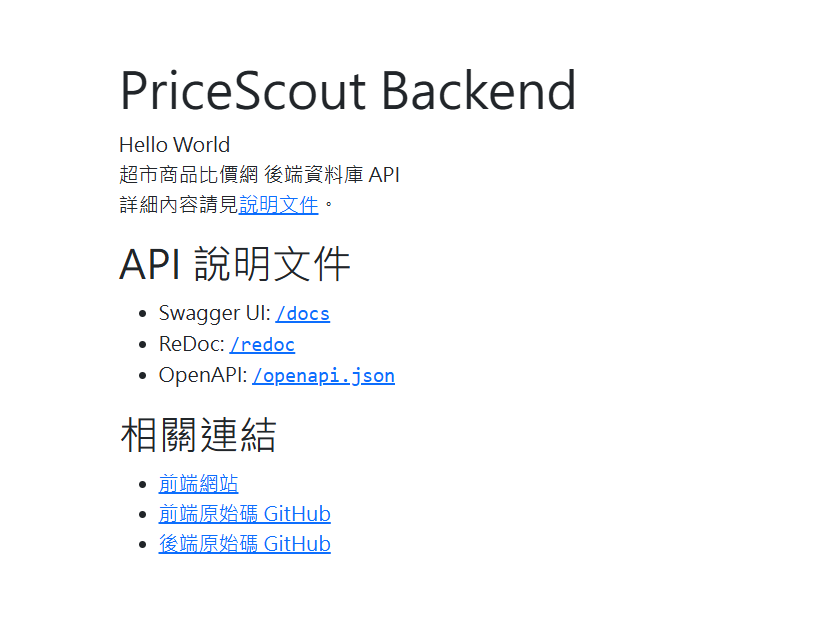 PriceScout Backend
Hello World
超市商品比價網 後端資料庫 API
詳細內容請見說明文件。
API 說明文件
Swagger UI: /docs
ReDoc: /redoc
OpenAPI: /openapi.json
相關連結
前端網站
前端原始碼 GitHub
後端原始碼 GitHub